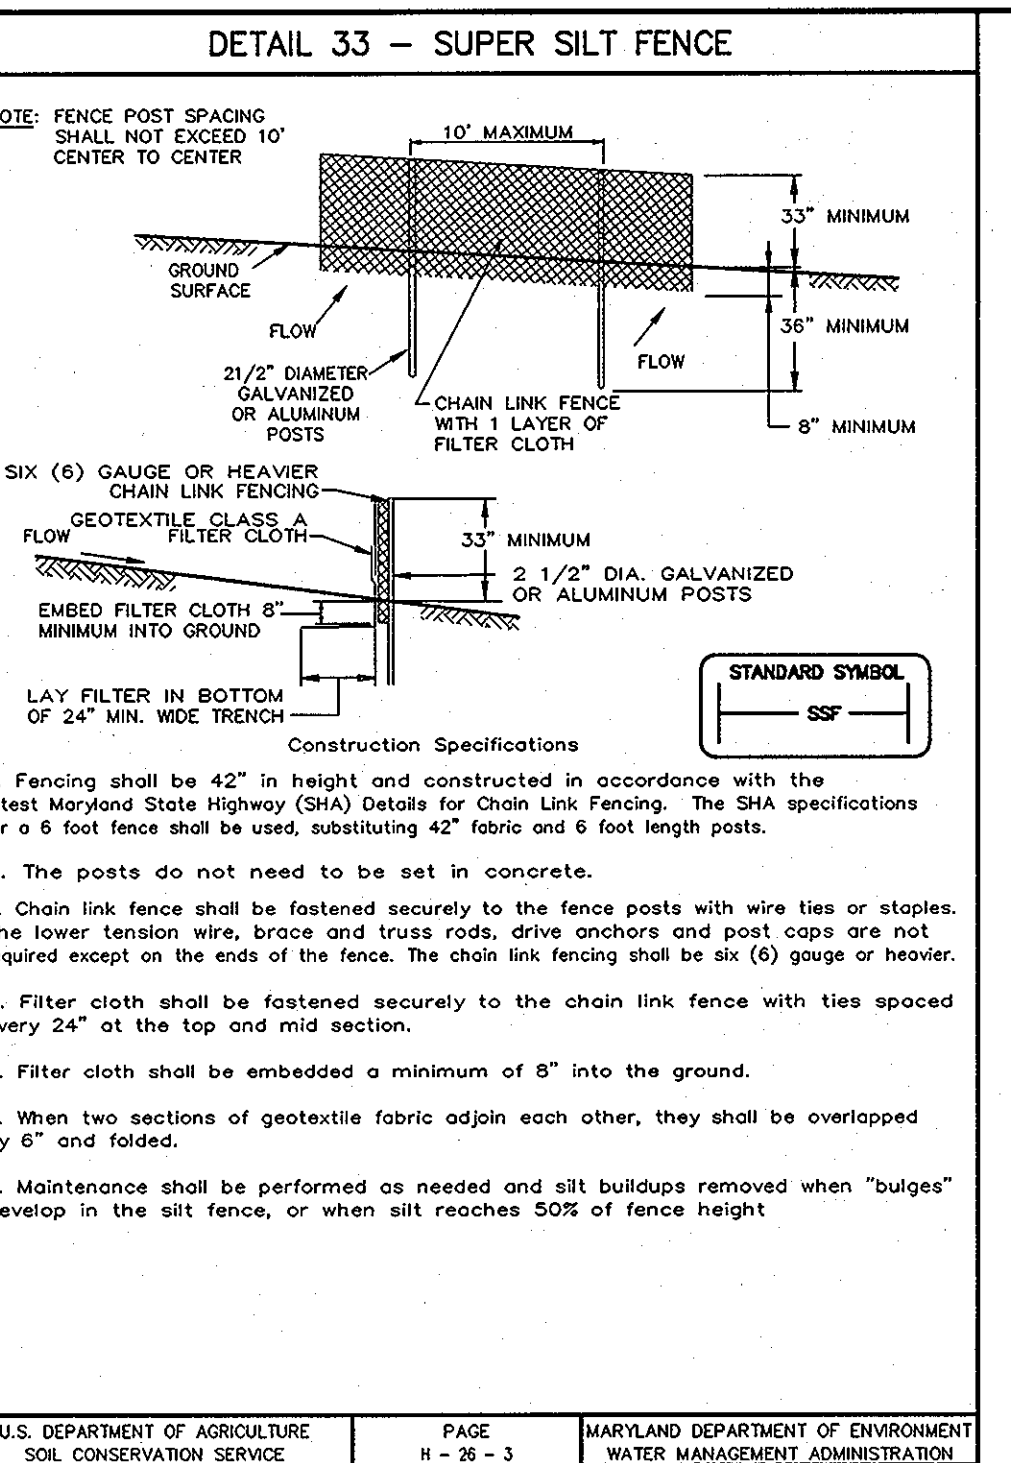 DETAIL 33 – SUPER SILT FENCE
OTE: FENCE POST SPACING
SHALL NOT EXCEED 10'
CENTER TO CENTER
10' MAXIMUM
33" MINIMUM
GROUND
SURFACE
FLOW
36" MINIMUM
FLOW
21/2" DIAMETER
GALVANIZED
OR ALUMINUM
POSTS
CHAIN LINK FENCE
WITH 1 LAYER OF
FILTER CLOTH
8" MINIMUM
SIX (6) GAUGE OR HEAVIER
CHAIN LINK FENCING
GEOTEXTILE CLASS A
FILTER CLOTH
FLOW
33" MINIMUM
2 1/2" DIA. GALVANIZED
OR ALUMINUM POSTS
EMBED FILTER CLOTH 8"
MINIMUM INTO GROUND
STANDARD SYMBOL
SSF
LAY FILTER IN BOTTOM
OF 24" MIN. WIDE TRENCH
Construction Specifications
. Fencing shall be 42" in height and constructed in accordance with the
test Maryland State Highway (SHA) Details for Chain Link Fencing. The SHA specifications
r a 6 foot fence shall be used, substituting 42" fabric and 6 foot length posts.
. The posts do not need to be set in concrete.
. Chain link fence shall be fastened securely to the fence posts with wire ties or staples.
he lower tension wire, brace and truss rods, drive anchors and post caps are not
quired except on the ends of the fence. The chain link fencing shall be six (6) gauge or heavier.
. Filter cloth shall be fastened securely to the chain link fence with ties spaced
very 24" at the top and mid section.
. Filter cloth shall be embedded a minimum of 8" into the ground.
. When two sections of geotextile fabric adjoin each other, they shall be overlapped
y 6" and folded.
. Maintenance shall be performed as needed and silt buildups removed when "bulges"
evelop in the silt fence, or when silt reaches 50% of fence height
U.S. DEPARTMENT OF AGRICULTURE
SOIL CONSERVATION SERVICE
PAGE
H – 26 – 3
MARYLAND DEPARTMENT OF ENVIRONMENT
WATER MANAGEMENT ADMINISTRATION